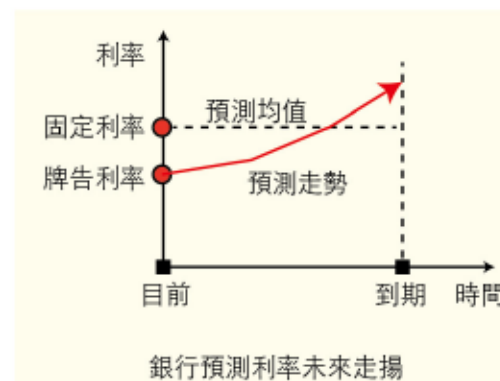 利率
預測均值
固定利率
牌告利率
預測走勢
目前
到期
時間
銀行預測利率未來走揚